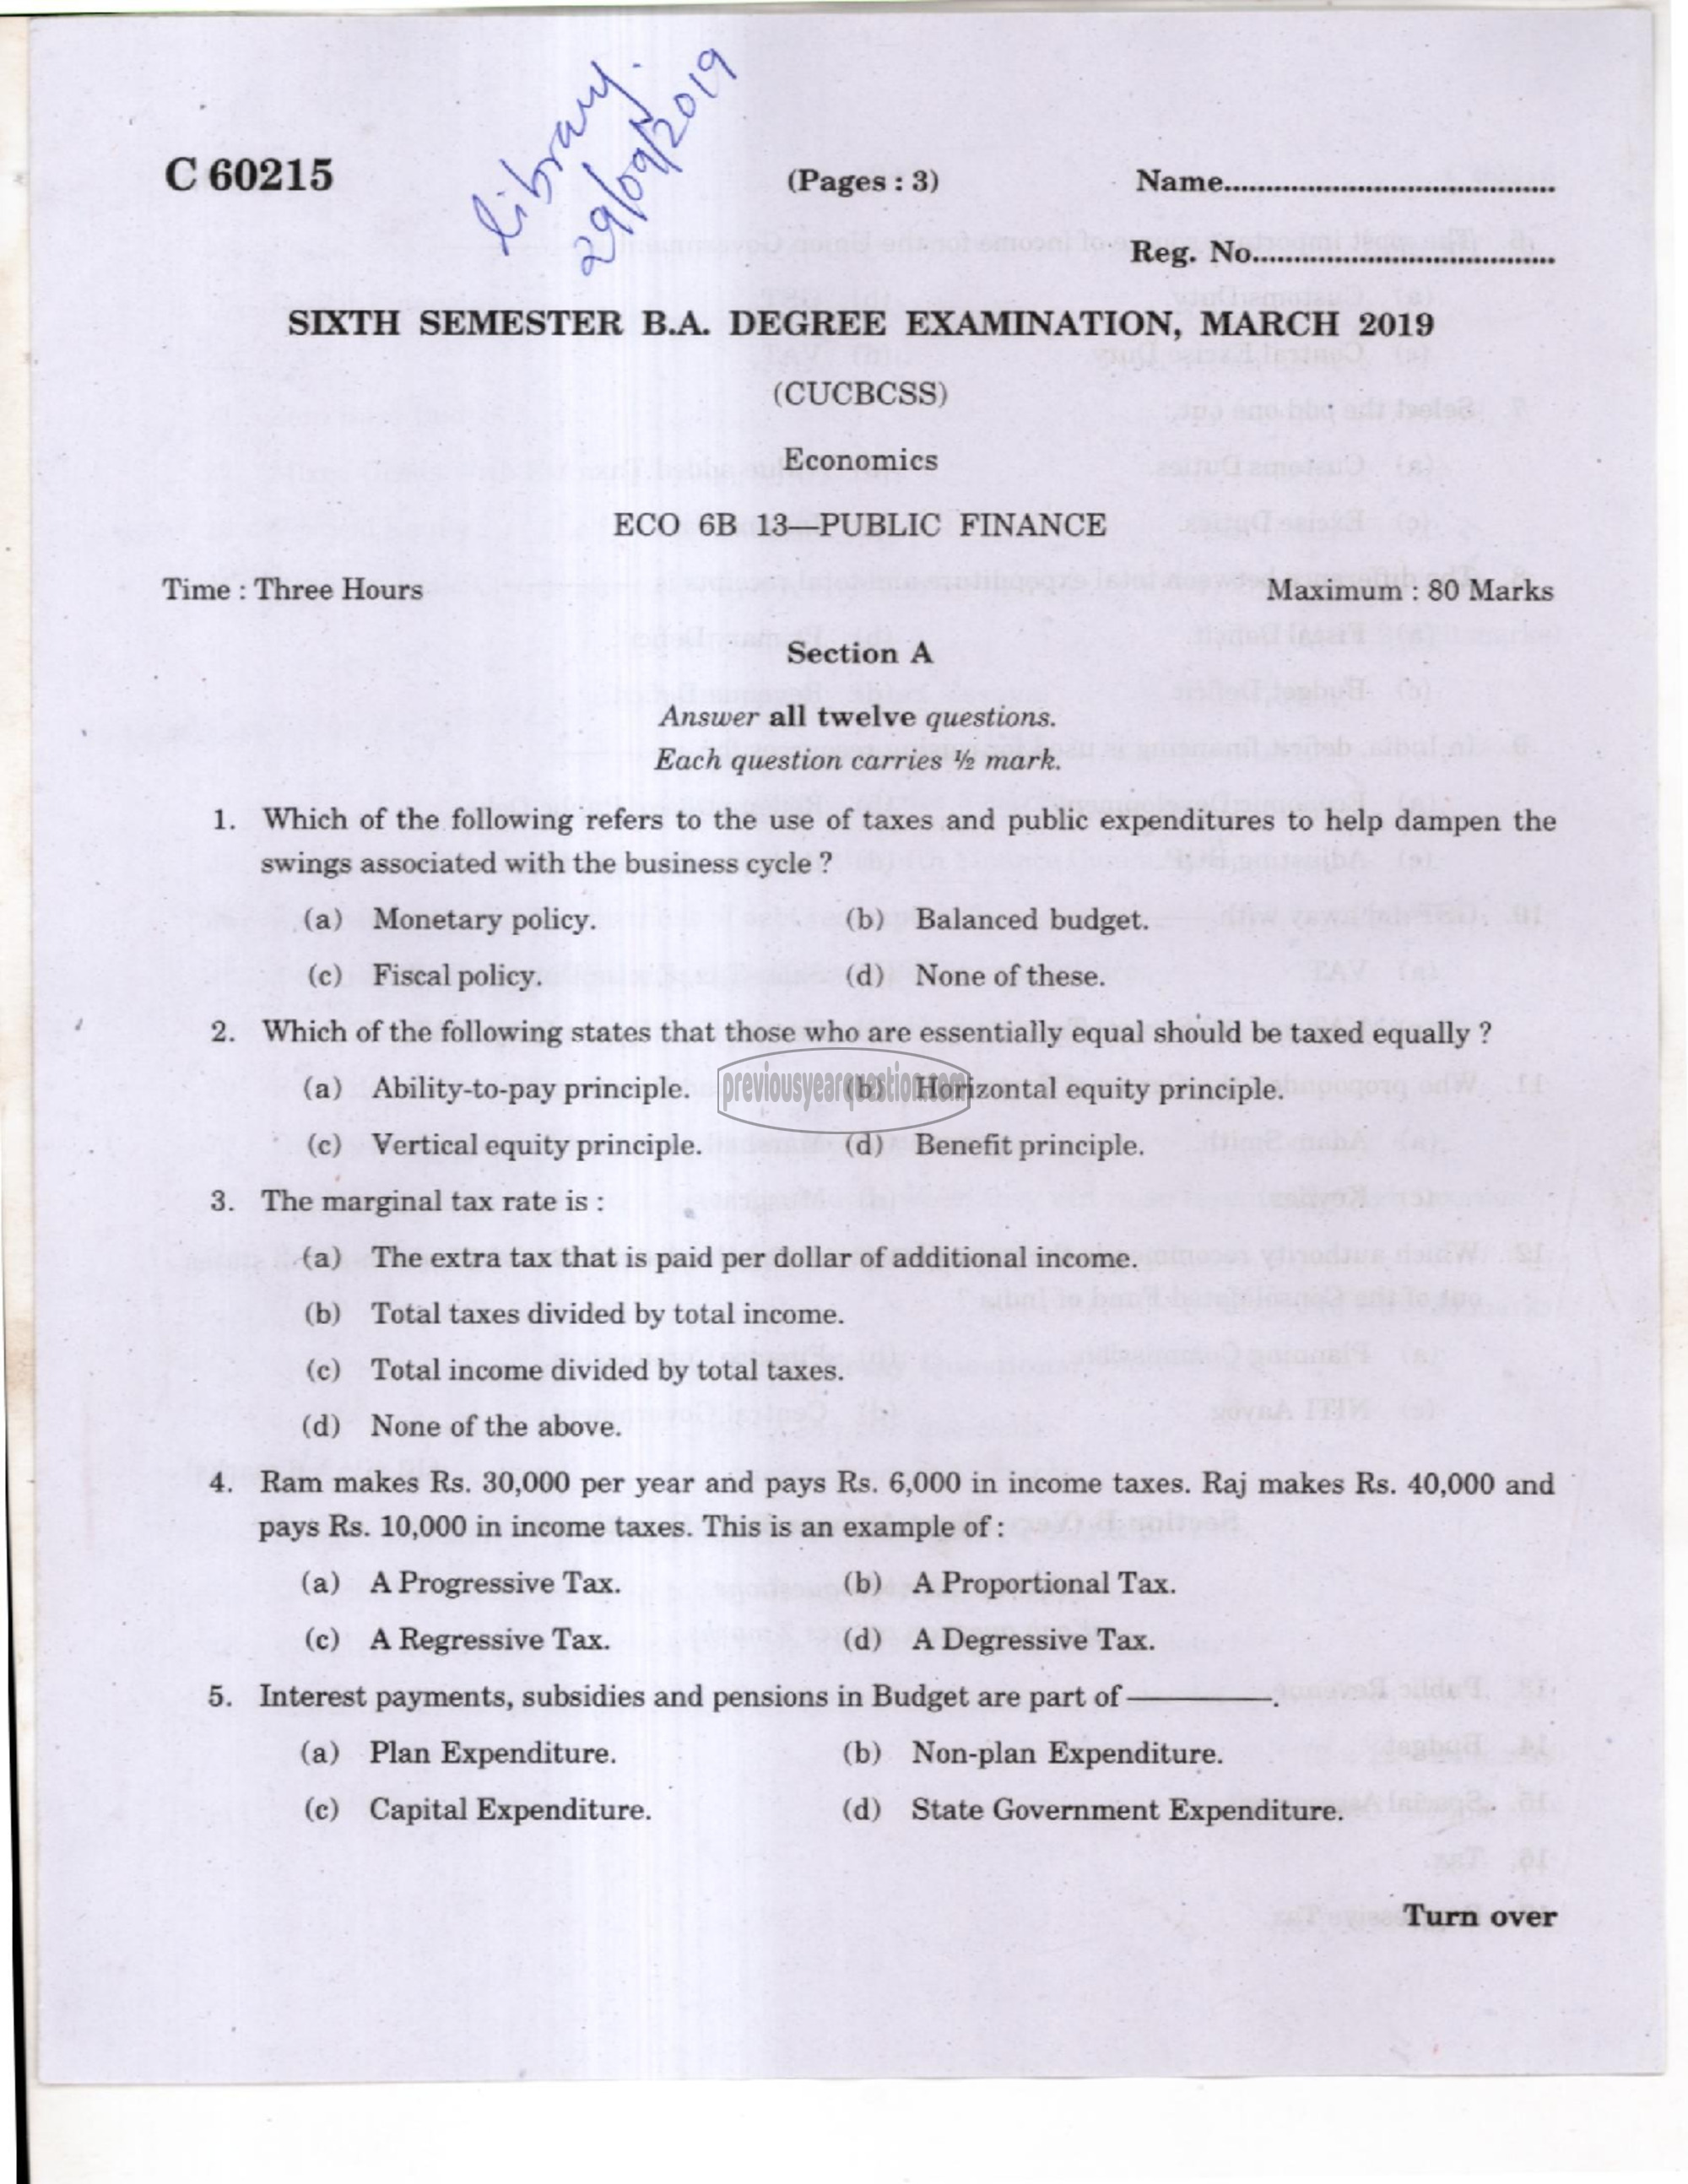 Library.
29/09/2019
C 60215
(Pages : 3)
Name........................................
Reg. No.....................................
SIXTH SEMESTER B.A. DEGREE EXAMINATION, MARCH 2019
(CUCBCSS)
Economics
ECO 6B 13—PUBLIC FINANCE
Time : Three Hours
Maximum : 80 Marks
Section A
Answer all twelve questions.
Each question carries ½ mark.
1. Which of the following refers to the use of taxes and public expenditures to help dampen the
swings associated with the business cycle ?
(a) Monetary policy. (b) Balanced budget.
(c) Fiscal policy. (d) None of these.
2. Which of the following states that those who are essentially equal should be taxed equally ?
(a) Ability-to-pay principle. (b) Horizontal equity principle.
previousyearquestion.com
(c) Vertical equity principle. (d) Benefit principle.
3. The marginal tax rate is :
(a) The extra tax that is paid per dollar of additional income.
(b) Total taxes divided by total income.
(c) Total income divided by total taxes.
(d) None of the above.
4. Ram makes Rs. 30,000 per year and pays Rs. 6,000 in income taxes. Raj makes Rs. 40,000 and
pays Rs. 10,000 in income taxes. This is an example of :
(a) A Progressive Tax. (b) A Proportional Tax.
(c) A Regressive Tax. (d) A Degressive Tax.
5. Interest payments, subsidies and pensions in Budget are part of ————.
(a) Plan Expenditure. (b) Non-plan Expenditure.
(c) Capital Expenditure. (d) State Government Expenditure.
Turn over